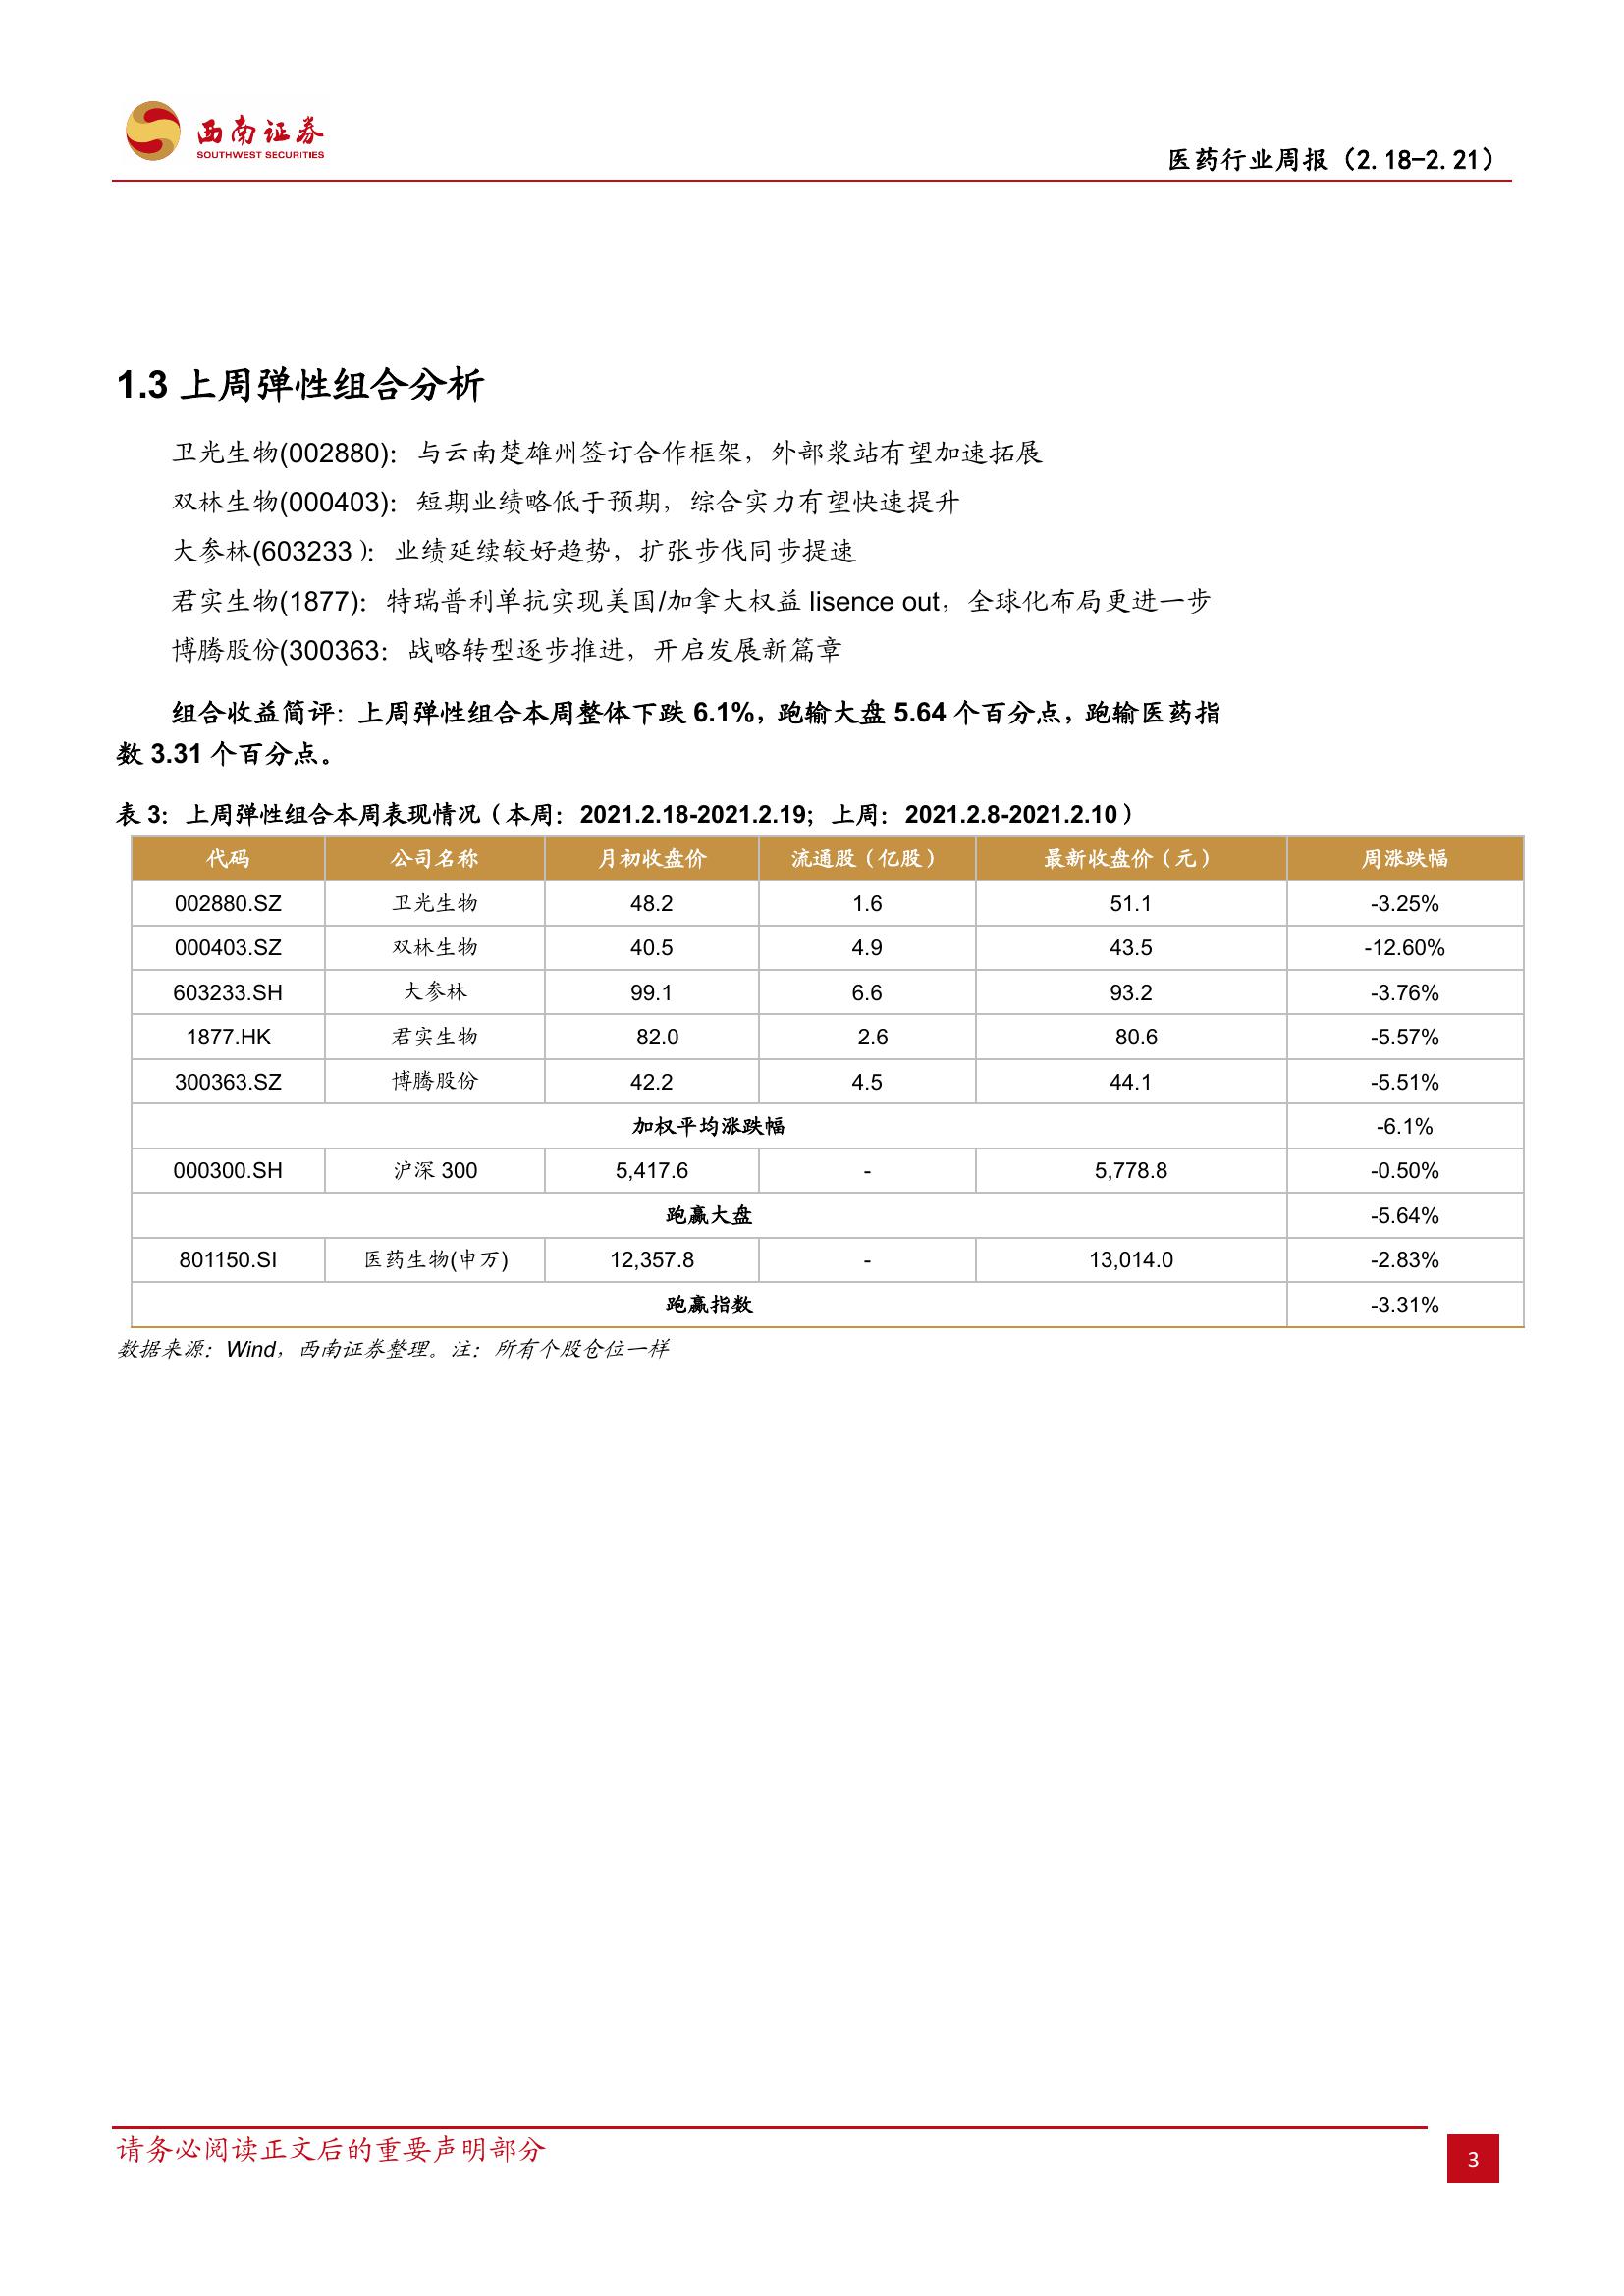 西南证券
SOUTHWEST SECURITIES
医药行业周报（2.18-2.21）
1.3 上周弹性组合分析
卫光生物(002880)：与云南楚雄州签订合作框架，外部浆站有望加速拓展
双林生物(000403)：短期业绩略低于预期，综合实力有望快速提升
大参林(603233）：业绩延续较好趋势，扩张步伐同步提速
君实生物(1877)：特瑞普利单抗实现美国/加拿大权益 lisence out，全球化布局更进一步
博腾股份(300363：战略转型逐步推进，开启发展新篇章
组合收益简评：上周弹性组合本周整体下跌 6.1%，跑输大盘 5.64 个百分点，跑输医药指
数 3.31 个百分点。
表 3：上周弹性组合本周表现情况（本周：2021.2.18-2021.2.19；上周：2021.2.8-2021.2.10）
代码 公司名称 月初收盘价 流通股（亿股） 最新收盘价（元） 周涨跌幅
002880.SZ 卫光生物 48.2 1.6 51.1 -3.25%
000403.SZ 双林生物 40.5 4.9 43.5 -12.60%
603233.SH 大参林 99.1 6.6 93.2 -3.76%
1877.HK 君实生物 82.0 2.6 80.6 -5.57%
300363.SZ 博腾股份 42.2 4.5 44.1 -5.51%
加权平均涨跌幅 -6.1%
000300.SH 沪深 300 5,417.6 - 5,778.8 -0.50%
跑赢大盘 -5.64%
801150.SI 医药生物(申万) 12,357.8 - 13,014.0 -2.83%
跑赢指数 -3.31%
数据来源：Wind，西南证券整理。注：所有个股仓位一样
请务必阅读正文后的重要声明部分
3